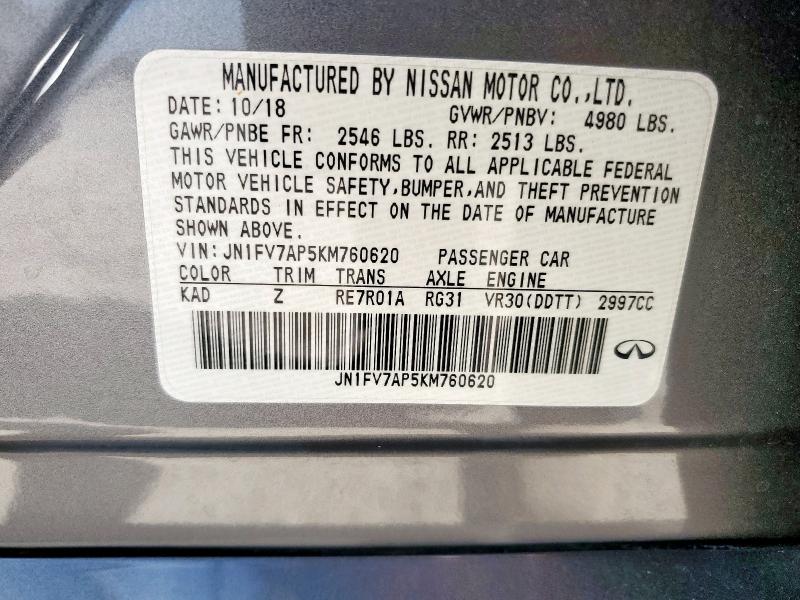 MANUFACTURED BY NISSAN MOTOR CO.,LTD.
DATE: 10/18 GVWR/PNBV: 4980 LBS.
GAWR/PNBE FR: 2546 LBS. RR: 2513 LBS.
THIS VEHICLE CONFORMS TO ALL APPLICABLE FEDERAL
MOTOR VEHICLE SAFETY,BUMPER,AND THEFT PREVENTION
STANDARDS IN EFFECT ON THE DATE OF MANUFACTURE
SHOWN ABOVE.
VIN: JN1FV7AP5KM760620 PASSENGER CAR
COLOR TRIM TRANS AXLE ENGINE
KAD Z RE7R01A RG31 VR30(DDTT) 2997CC
JN1FV7AP5KM760620